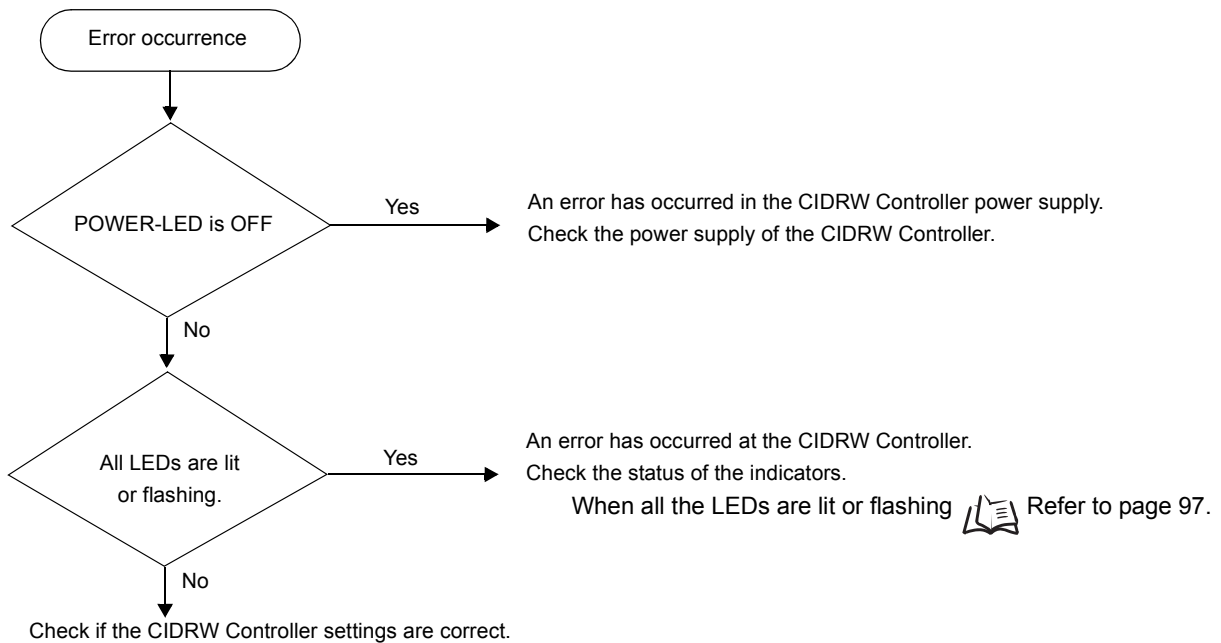 Error occurrence
POWER-LED is OFF
Yes
An error has occurred in the CIDRW Controller power supply.
Check the power supply of the CIDRW Controller.
No
All LEDs are lit
or flashing.
Yes
An error has occurred at the CIDRW Controller.
Check the status of the indicators.
When all the LEDs are lit or flashing Refer to page 97.
No
Check if the CIDRW Controller settings are correct.